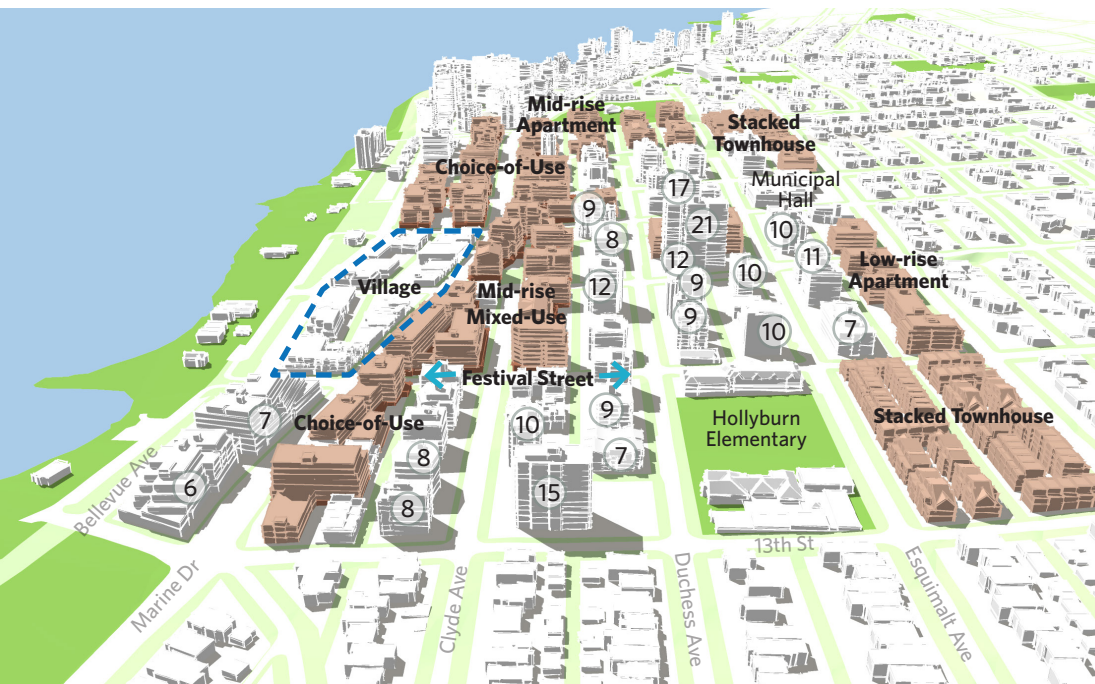 Mid-rise
Apartment
Stacked
Townhouse
Choice-of-Use
Municipal
Hall
17
9
21
10
8
12
11
10
Low-rise
Apartment
9
12
Village
Mid-rise
Mixed-Use
9
10
7
Festival Street
7
Choice-of-Use
10
9
Hollyburn
Elementary
Stacked Townhouse
8
7
6
15
8
Bellevue Ave
Marine Dr
Clyde Ave
Duchess Ave
13th St
Esquimalt Ave